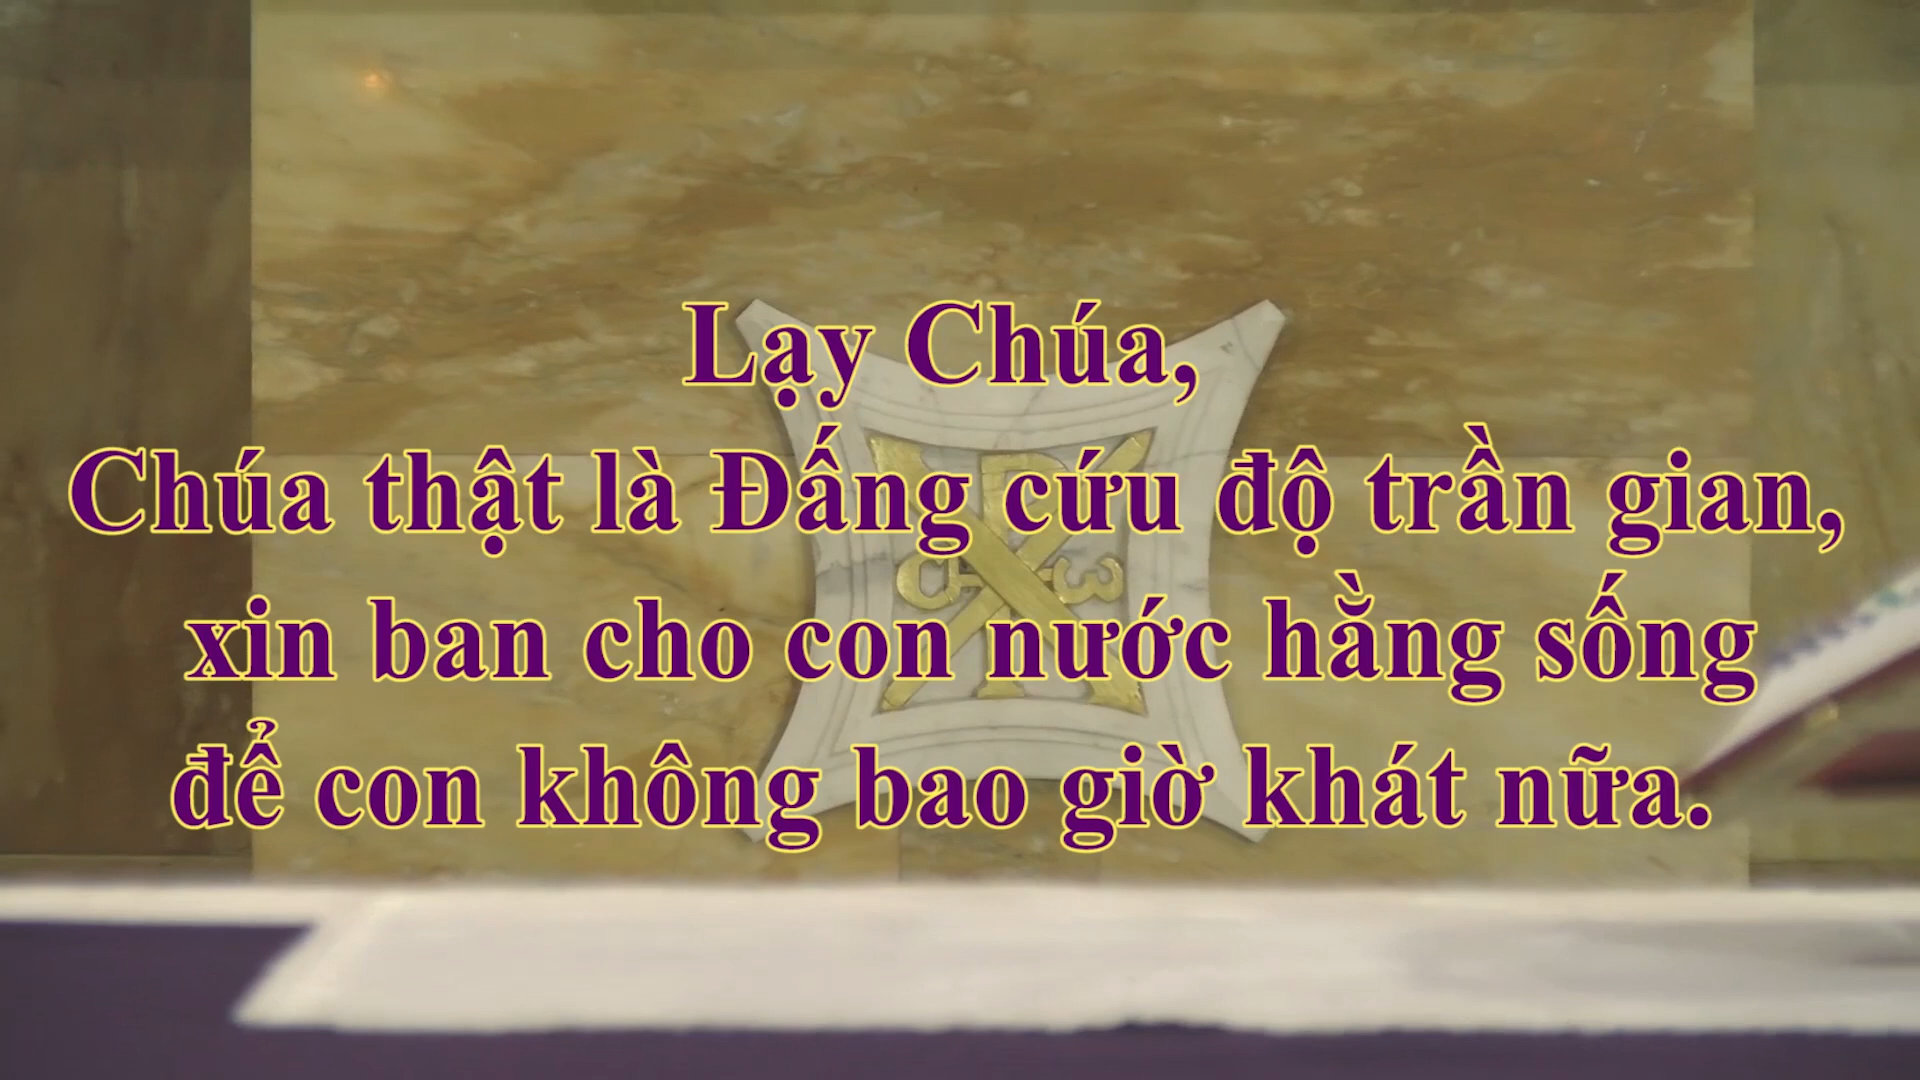 Lạy Chúa,
Chúa thật là Đấng cứu độ trần gian,
xin ban cho con nước hằng sống
để con không bao giờ khát nữa.